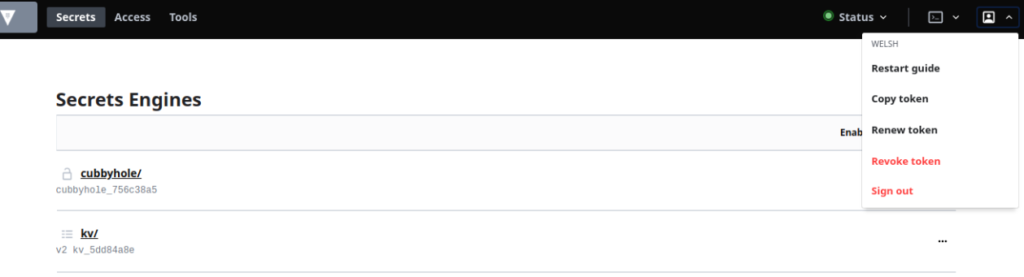 Secrets Access Tools Status
WELSH
Restart guide
Copy token
Renew token
Revoke token
Sign out
Secrets Engines
Enab
cubbyhole/
cubbyhole_756c38a5
kv/
v2 kv_5dd84a8e